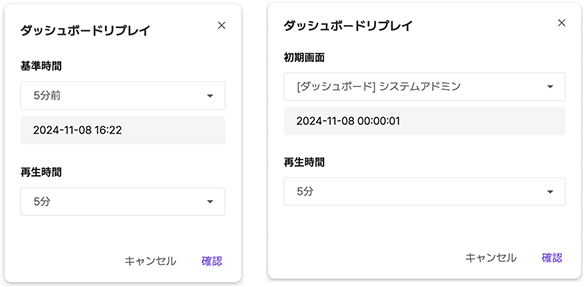 ダッシュボードリプレイ
基準時間
5分前
2024-11-08 16:22
再生時間
5分
キャンセル 確認
ダッシュボードリプレイ
初期画面
[ダッシュボード] システムアドミン
2024-11-08 00:00:01
再生時間
5分
キャンセル 確認